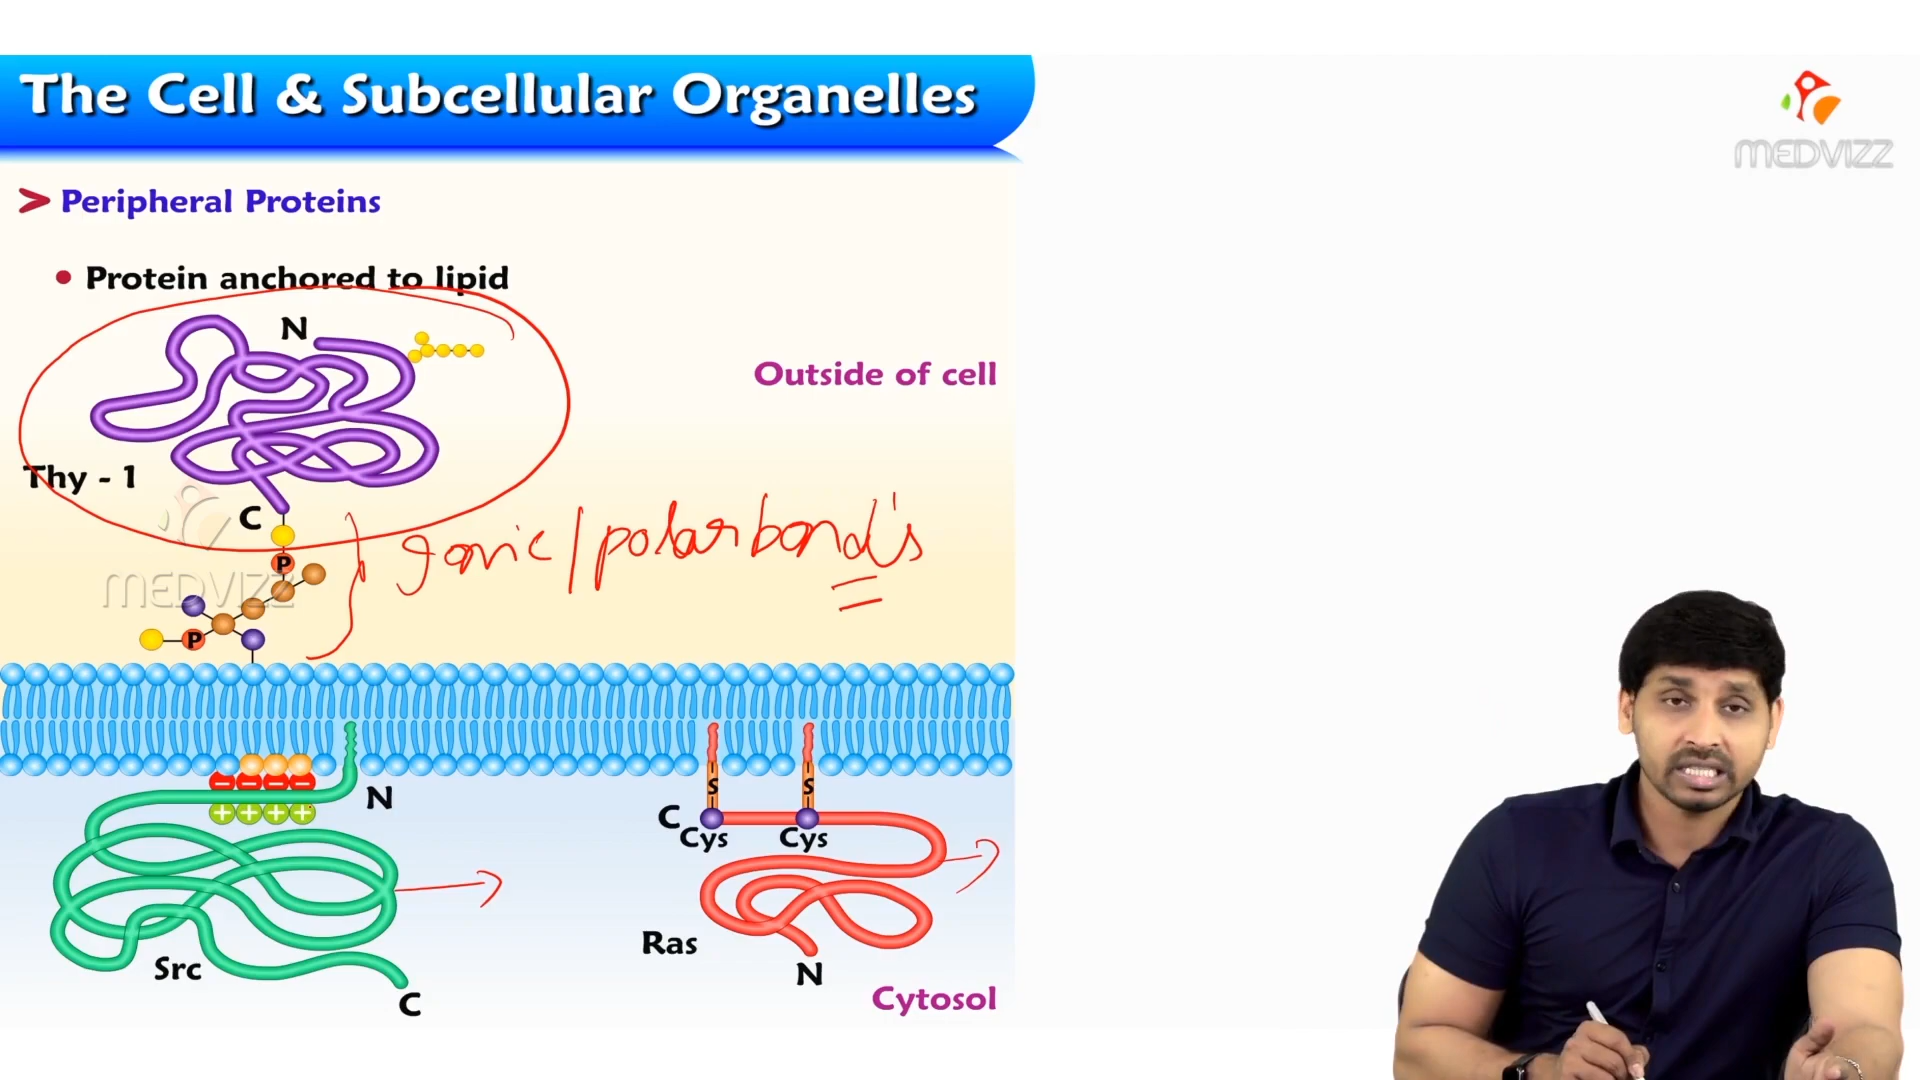 The Cell & Subcellular Organelles
MEDVIZZ
> Peripheral Proteins
• Protein anchored to lipid
N
Outside of cell
Thy - 1
C
Ionic / polar bond's
P
MEDVIZZ
P
- - - -
N
+ + + +
S S
C
Cys Cys
Ras
Src
N
C
Cytosol